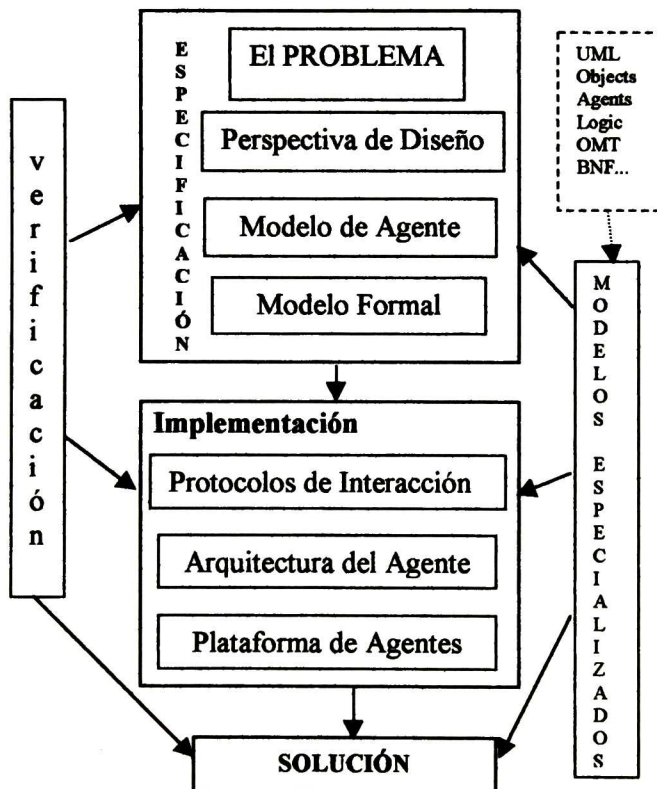 ESPECIFICACIÓN
El PROBLEMA
Perspectiva de Diseño
Modelo de Agente
Modelo Formal
verificación
UML
Objects
Agents
Logic
OMT
BNF...
MODELOS ESPECIALIZADOS
Implementación
Protocolos de Interacción
Arquitectura del Agente
Plataforma de Agentes
SOLUCIÓN